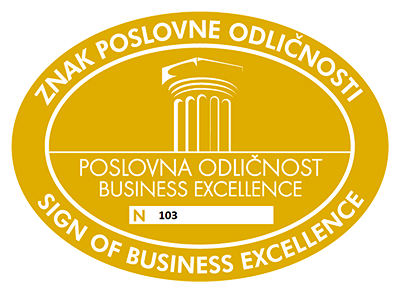 ZNAK POSLOVNE ODLIČNOSTI
POSLOVNA ODLIČNOST
BUSINESS EXCELLENCE
N 103
SIGN OF BUSINESS EXCELLENCE